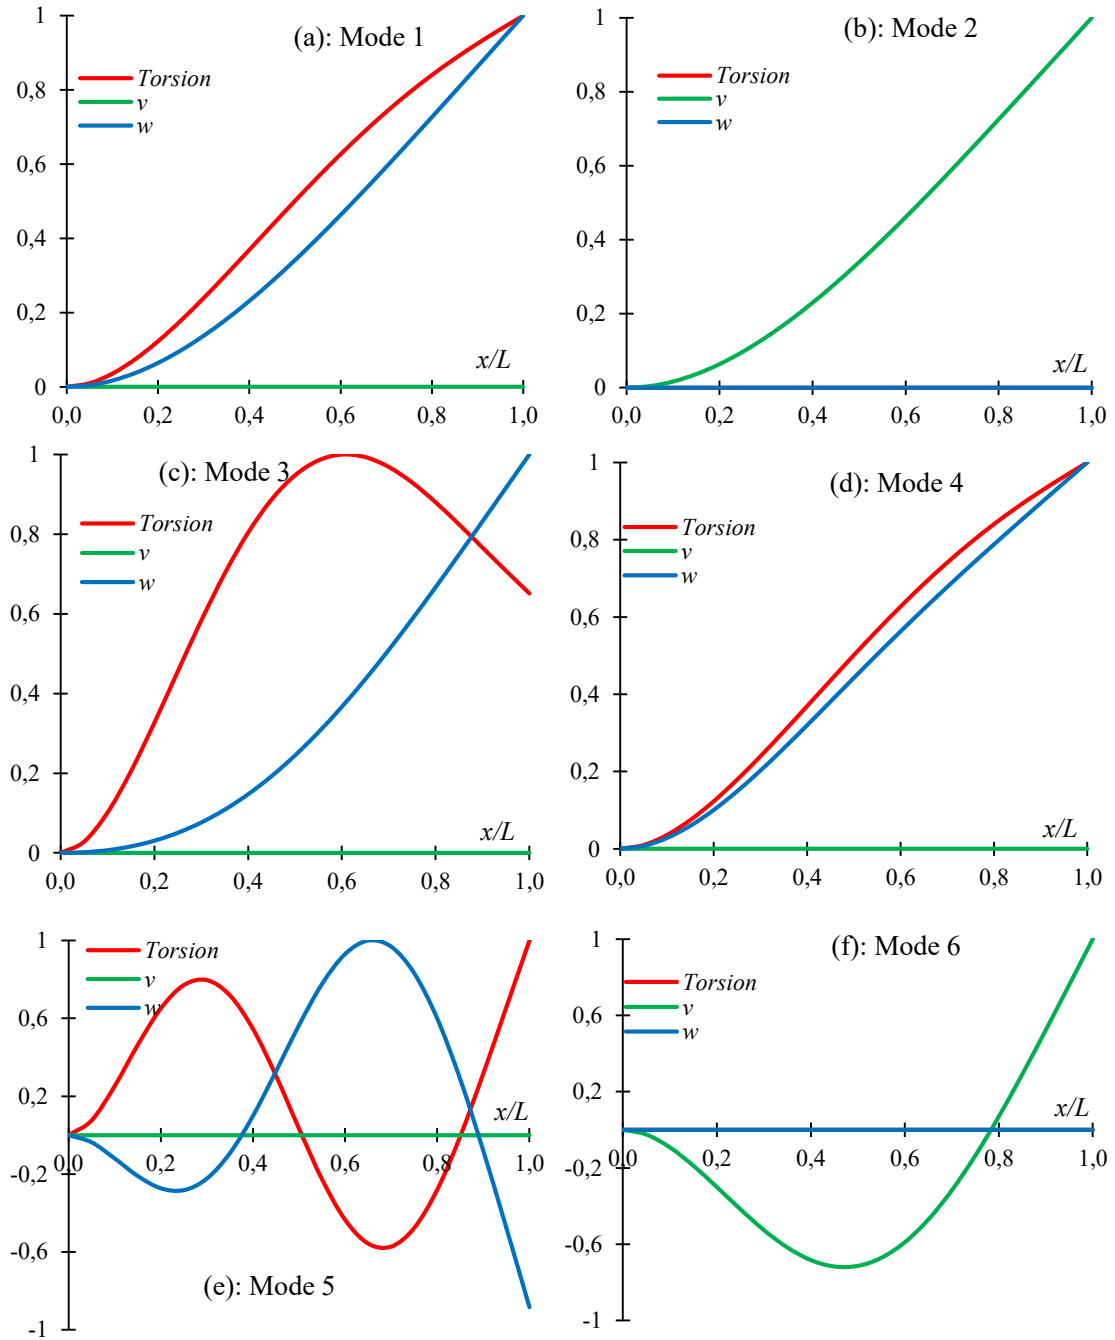 (a): Mode 1
Torsion
v
w
1
0,8
0,6
0,4
0,2
0
x/L
0,0 0,2 0,4 0,6 0,8 1,0
(b): Mode 2
Torsion
v
w
1
0,8
0,6
0,4
0,2
0
x/L
0,0 0,2 0,4 0,6 0,8 1,0
(c): Mode 3
Torsion
v
w
1
0,8
0,6
0,4
0,2
0
x/L
0,0 0,2 0,4 0,6 0,8 1,0
(d): Mode 4
Torsion
v
w
1
0,8
0,6
0,4
0,2
0
x/L
0,0 0,2 0,4 0,6 0,8 1,0
Torsion
v
w
1
0,6
0,2
-0,2
-0,6
-1
x/L
0,0 0,2 0,4 0,6 0,8 1,0
(e): Mode 5
(f): Mode 6
Torsion
v
w
1
0,6
0,2
-0,2
-0,6
-1
x/L
0,0 0,2 0,4 0,6 0,8 1,0